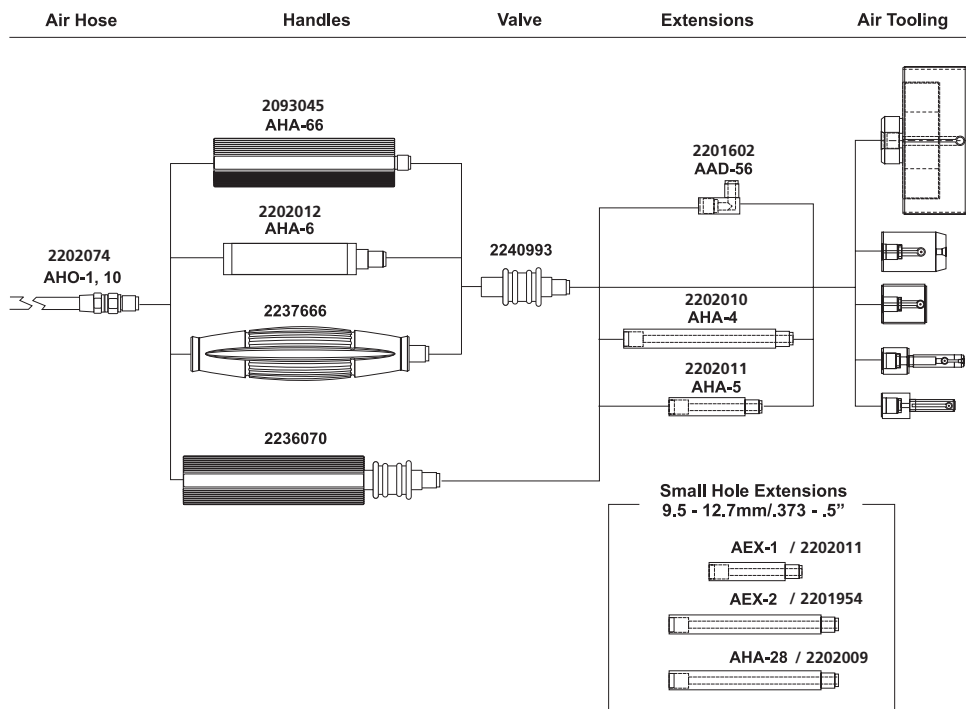 Air Hose
Handles
Valve
Extensions
Air Tooling
2093045
AHA-66
2202012
AHA-6
2202074
AHO-1, 10
2237666
2236070
2240993
2201602
AAD-56
2202010
AHA-4
2202011
AHA-5
Small Hole Extensions
9.5 - 12.7mm/.373 - .5”
AEX-1 / 2202011
AEX-2 / 2201954
AHA-28 / 2202009